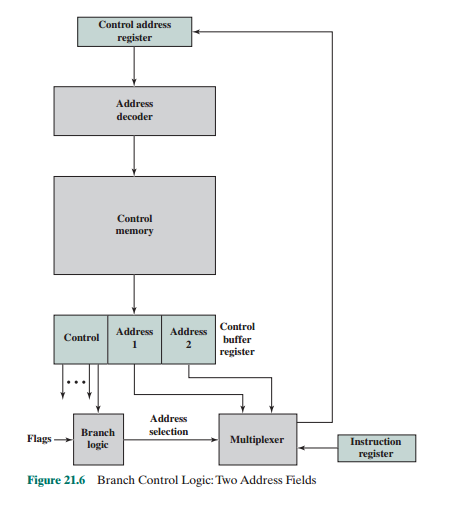 Control address
register
Address
decoder
Control
memory
Control
Address
1
Address
2
Control
buffer
register
Flags
Branch
logic
Address
selection
Multiplexer
Instruction
register
Figure 21.6 Branch Control Logic: Two Address Fields